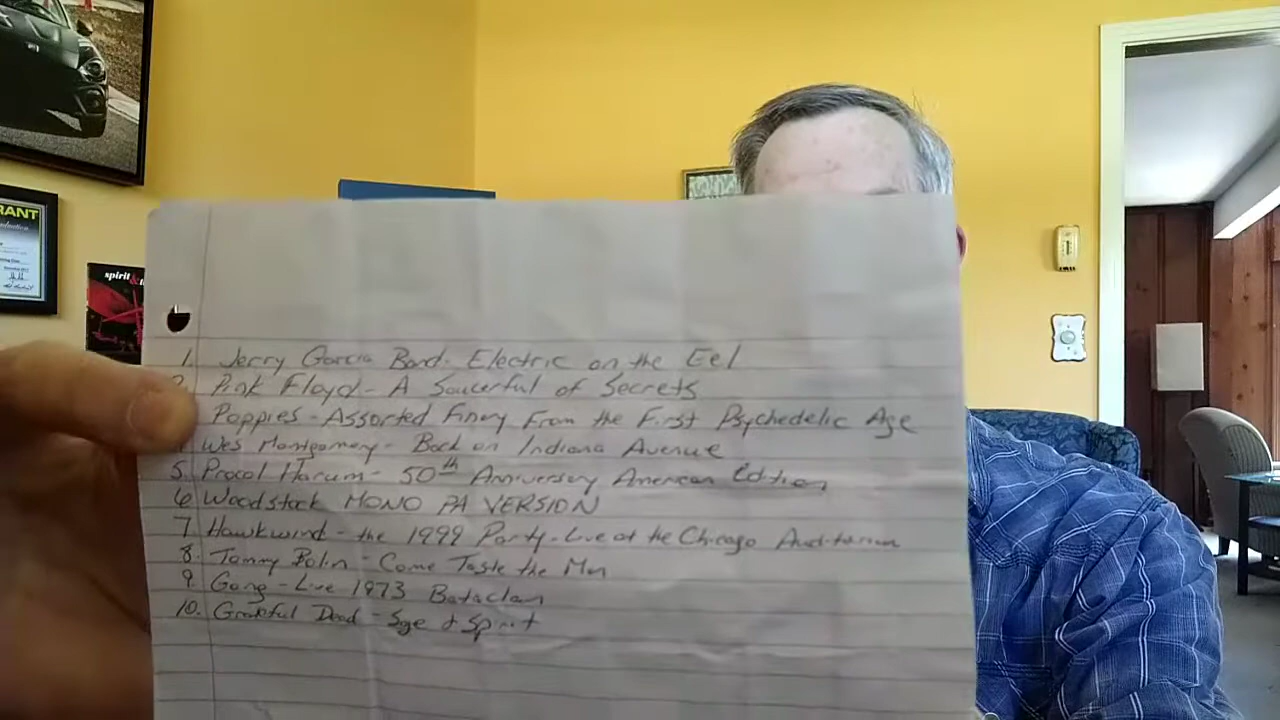 RANT
spirit&
1. Jerry Garcia Band - Electric on the Eel
2. Pink Floyd - A Saucerful of Secrets
Poppies - Assorted Finery From the First Psychedelic Age
Wes Montgomery - Back on Indiana Avenue
5. Procol Harum - 50th Anniversary American Edition
6 Woodstock MONO PA VERSION
7. Hawkwind - the 1999 Party - Live at the Chicago Auditorium
8. Tommy Bolin - Come Taste the Man
9. Gong - Live 1973 Bataclan
10. Grateful Dead - Sage & Spirit